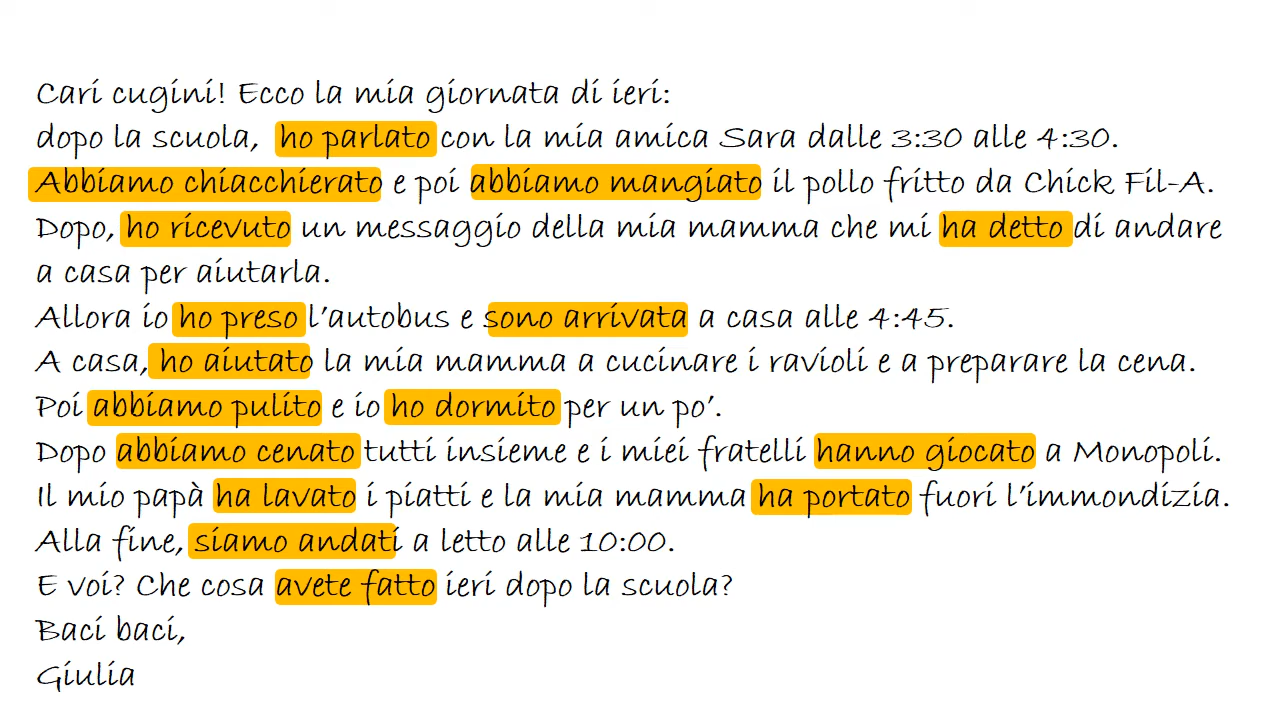 Cari cugini! Ecco la mia giornata di ieri:
dopo la scuola, ho parlato con la mia amica Sara dalle 3:30 alle 4:30.
Abbiamo chiacchierato e poi abbiamo mangiato il pollo fritto da Chick Fil-A.
Dopo, ho ricevuto un messaggio della mia mamma che mi ha detto di andare
a casa per aiutarla.
Allora io ho preso l'autobus e sono arrivata a casa alle 4:45.
A casa, ho aiutato la mia mamma a cucinare i ravioli e a preparare la cena.
Poi abbiamo pulito e io ho dormito per un po'.
Dopo abbiamo cenato tutti insieme e i miei fratelli hanno giocato a Monopoli.
Il mio papà ha lavato i piatti e la mia mamma ha portato fuori l'immondizia.
Alla fine, siamo andati a letto alle 10:00.
E voi? Che cosa avete fatto ieri dopo la scuola?
Baci baci,
Giulia